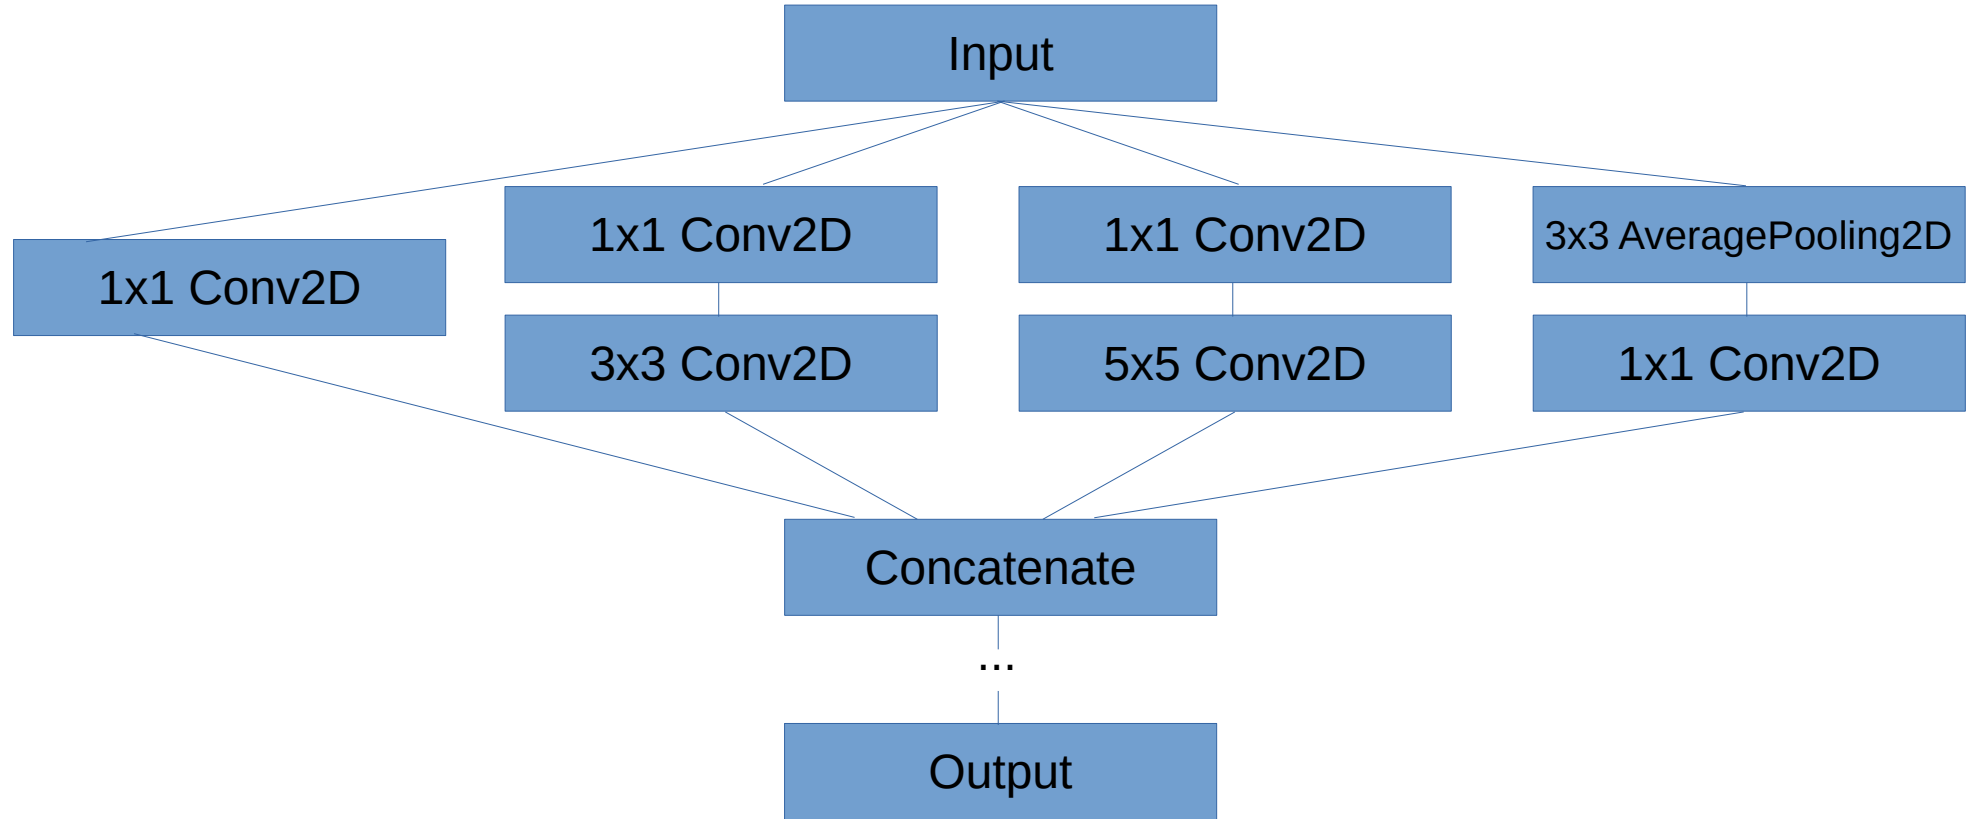 Input
1x1 Conv2D
1x1 Conv2D
3x3 AveragePooling2D
1x1 Conv2D
3x3 Conv2D
5x5 Conv2D
1x1 Conv2D
Concatenate
...
Output